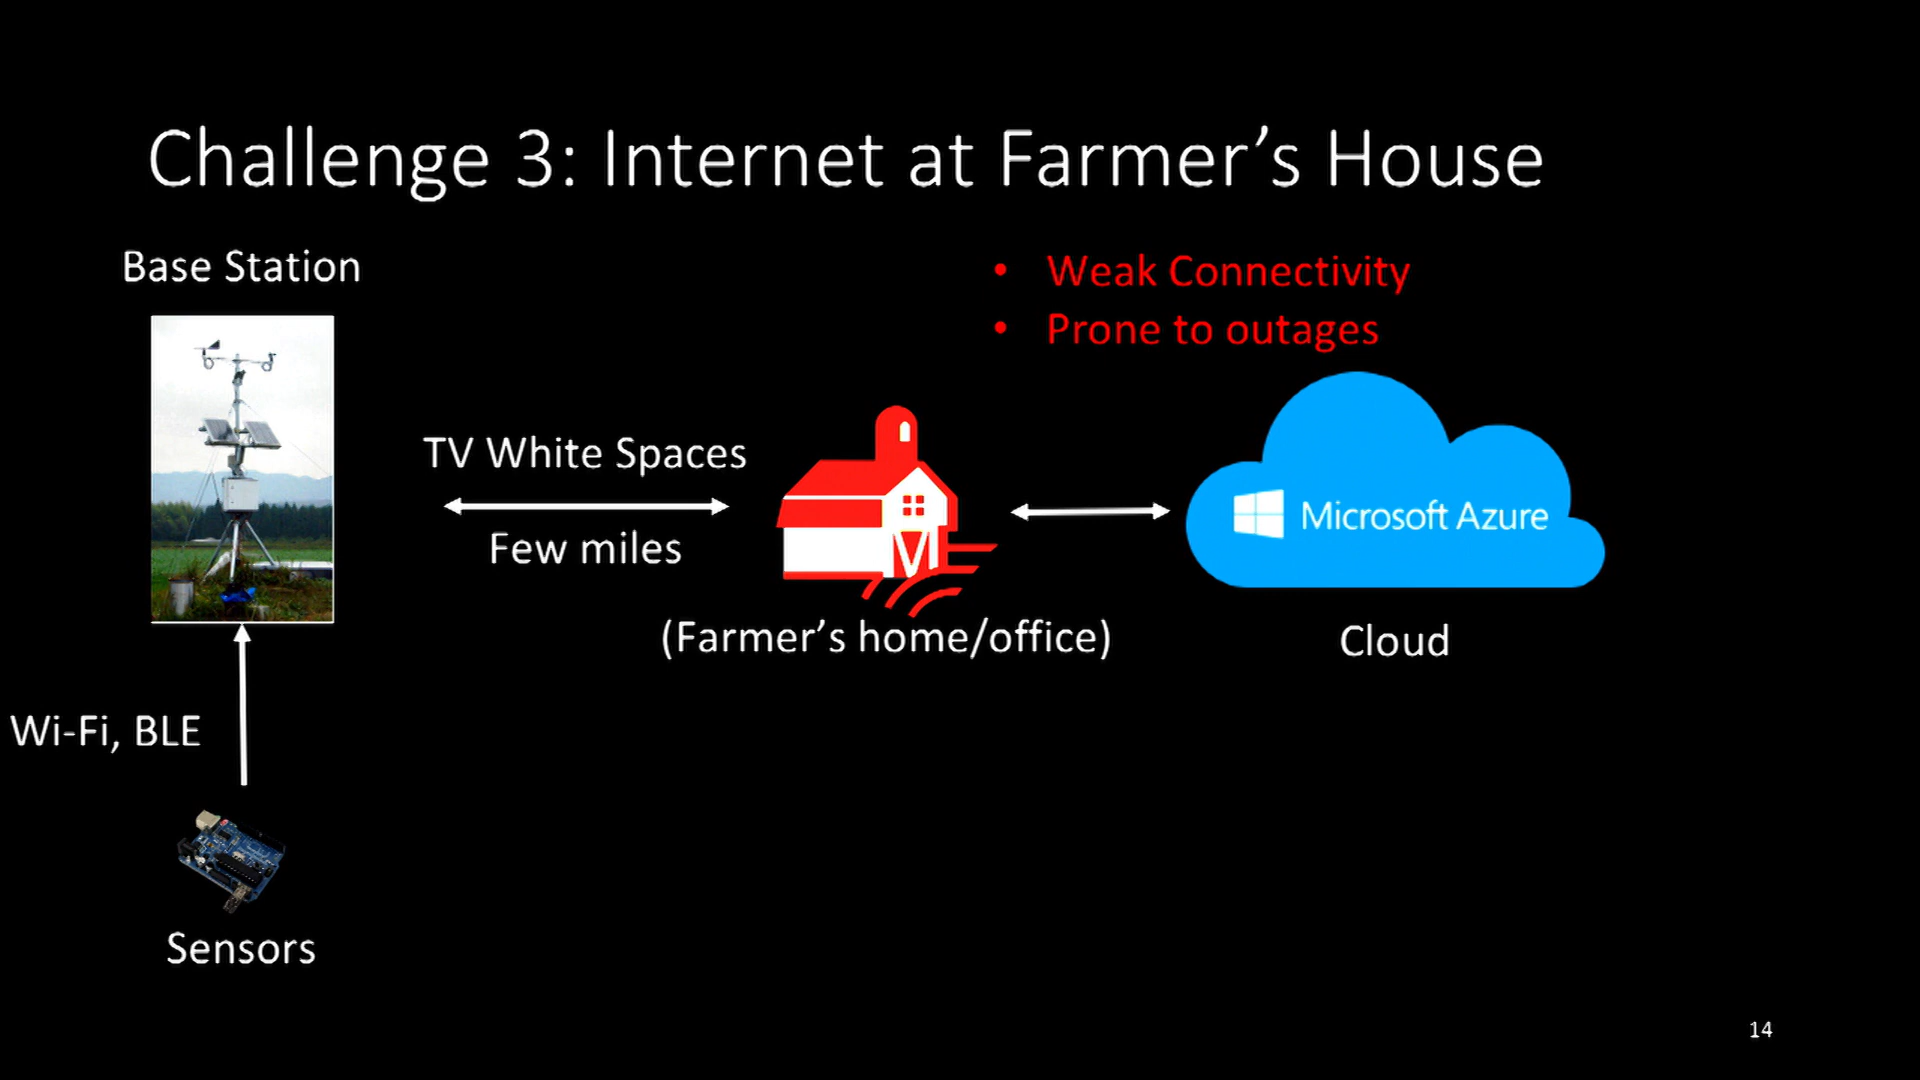 Challenge 3: Internet at Farmer's House
Base Station
• Weak Connectivity
• Prone to outages
TV White Spaces
Few miles
Microsoft Azure
(Farmer's home/office)
Cloud
Wi-Fi, BLE
Sensors
14